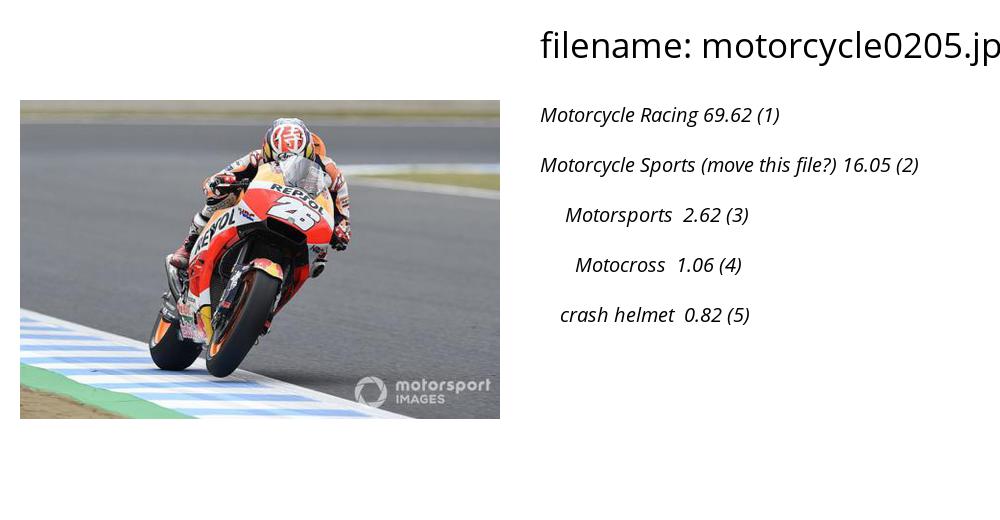 filename: motorcycle0205.jp
Motorcycle Racing 69.62 (1)
Motorcycle Sports (move this file?) 16.05 (2)
Motorsports 2.62 (3)
Motocross 1.06 (4)
crash helmet 0.82 (5)
侍
REPSOL
26
HRC
REPSOL
motorsport
IMAGES